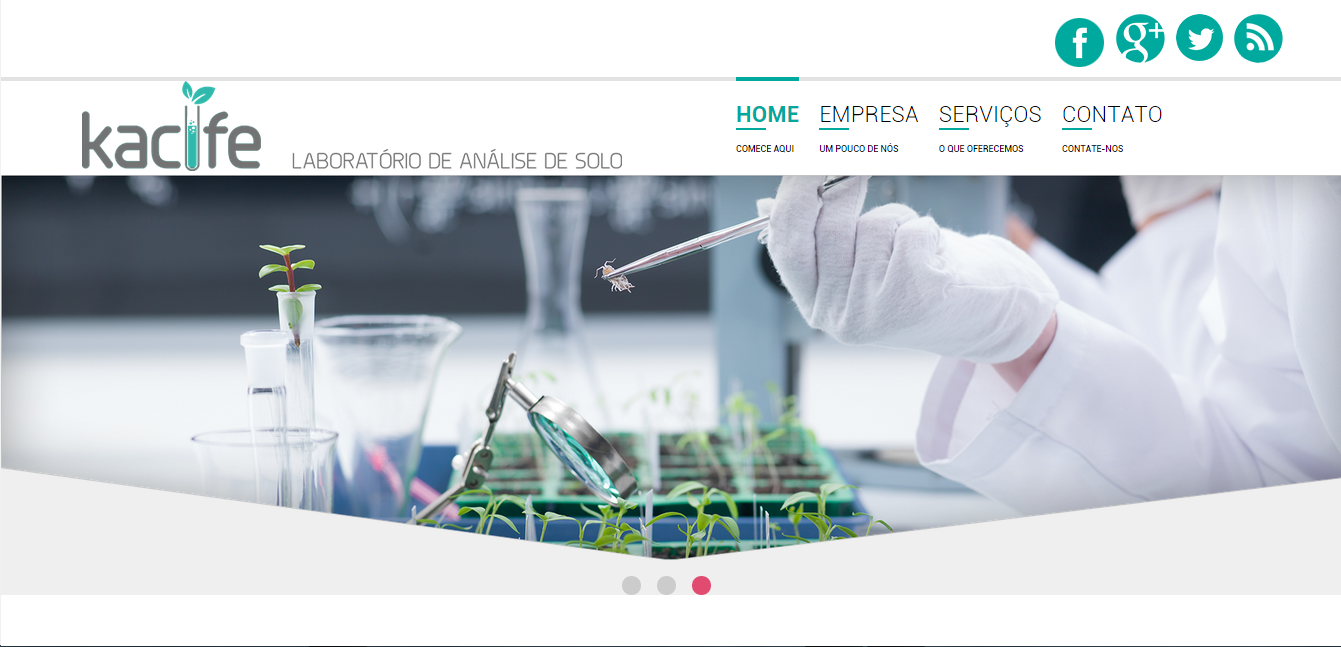 kacife
LABORATÓRIO DE ANÁLISE DE SOLO
HOME EMPRESA SERVIÇOS CONTATO
COMECE AQUI UM POUCO DE NÓS O QUE OFERECEMOS CONTATE-NOS